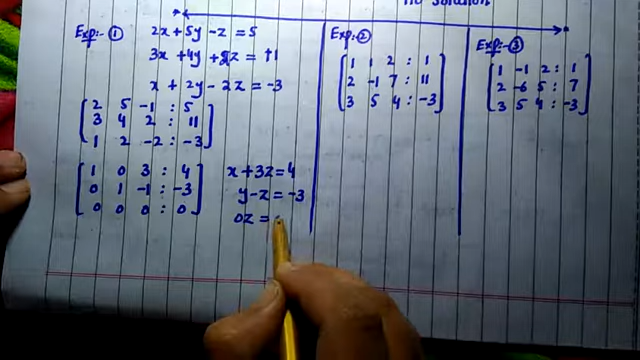 No Solution
Exp:- ① 2x + 5y - z = 5
3x + 4y + 2z = 11
x + 2y - 2z = -3
[2 5 -1 : 5
3 4 2 : 11
1 2 -2 : -3]
[1 0 3 : 4
0 1 -1 : -3
0 0 0 : 0]
x + 3z = 4
y - z = -3
0z =
Exp:- ②
[1 1 2 : 1
2 -1 7 : 11
3 5 4 : -3]
Exp:- ③
[1 -1 2 : 1
2 -6 5 : 7
3 5 4 : -3]